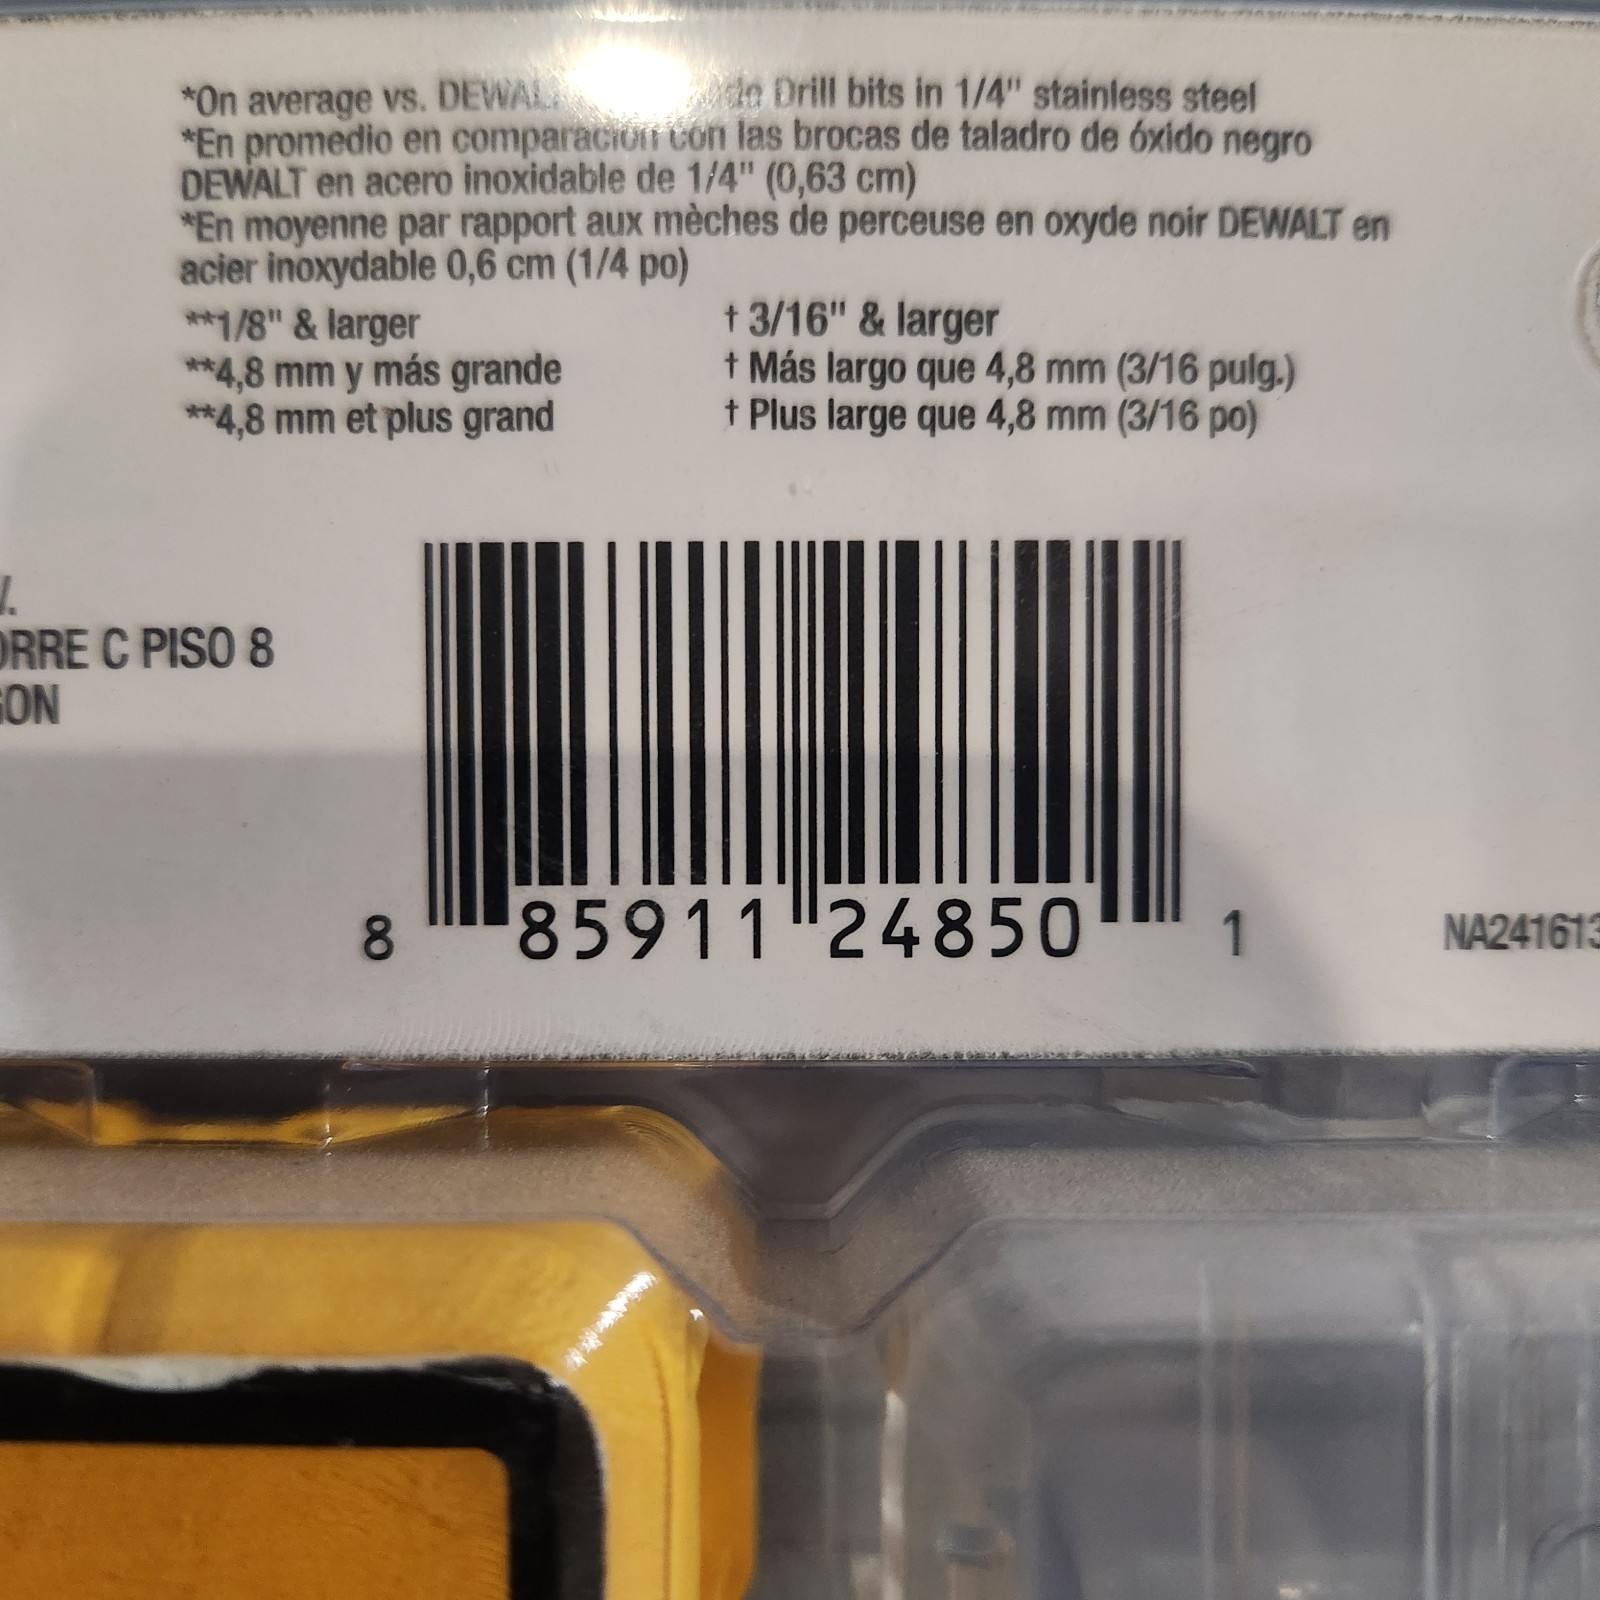 *On average vs. Drill bits in 1/4" stainless steel
*En promedio en comparación con las brocas de taladro de óxido negro
DEWALT en acero inoxidable de 1/4" (0,63 cm)
*En moyenne par rapport aux mèches de perceuse en oxyde noir DEWALT en
acier inoxydable 0,6 cm (1/4 po)
**1/8" & larger
**4,8 mm y más grande
**4,8 mm et plus grand
† 3/16" & larger
† Más largo que 4,8 mm (3/16 pulg.)
† Plus large que 4,8 mm (3/16 po)
ORRE C PISO 8
GON
8 85911 24850 1
NA241613